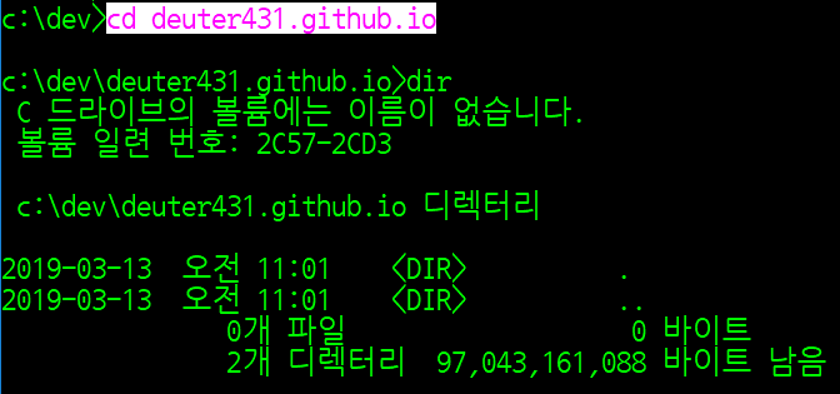 c:\dev>cd deuter431.github.io
c:\dev\deuter431.github.io>dir
C 드라이브의 볼륨에는 이름이 없습니다.
볼륨 일련 번호: 2C57-2CD3
c:\dev\deuter431.github.io 디렉터리
2019-03-13 오전 11:01 <DIR> .
2019-03-13 오전 11:01 <DIR> ..
0개 파일 0 바이트
2개 디렉터리 97,043,161,088 바이트 남음